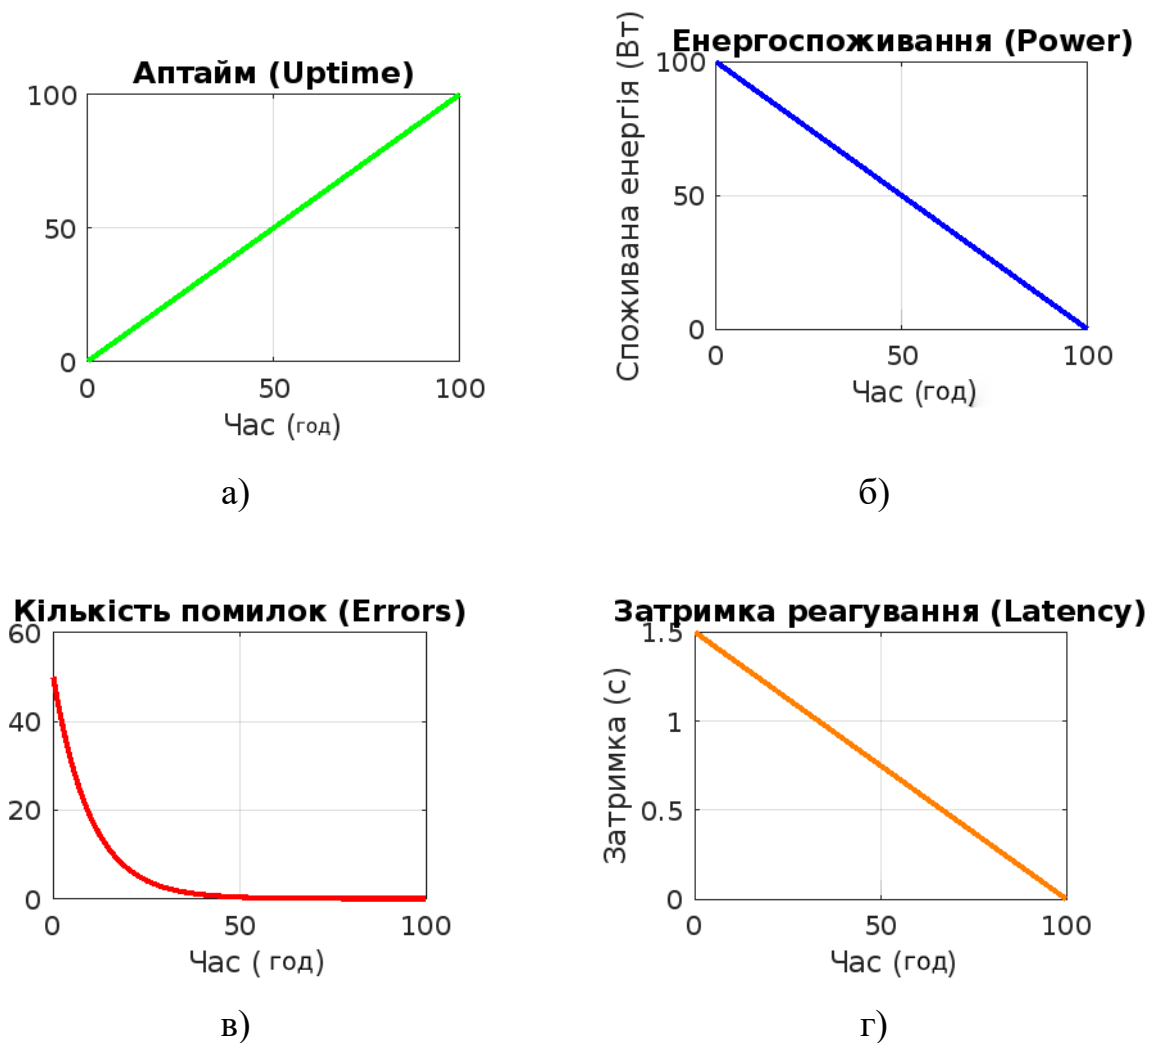 Аптайм (Uptime)
100
50
0
0 50 100
Час (год)
а)
Енергоспоживання (Power)
Споживана енергія (Вт)
100
50
0
0 50 100
Час (год)
б)
Кількість помилок (Errors)
60
40
20
0
0 50 100
Час ( год)
в)
Затримка реагування (Latency)
Затримка (с)
1.5
1
0.5
0
0 50 100
Час (год)
г)